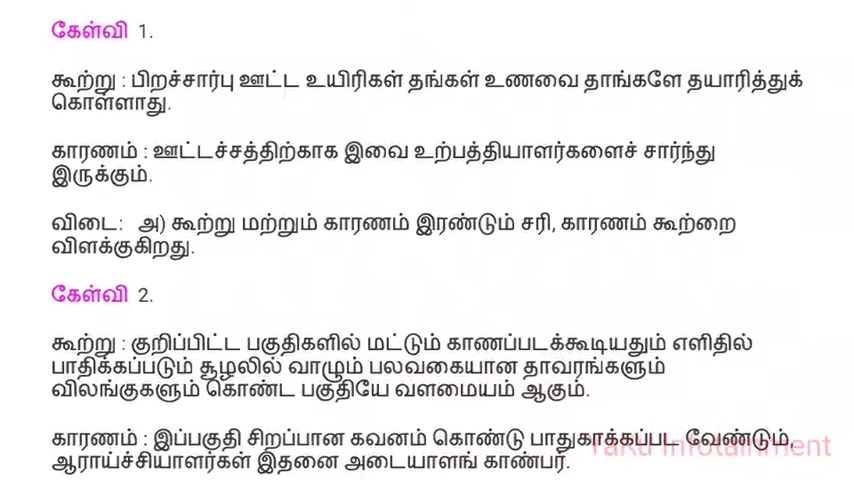 கேள்வி 1.
கூற்று : பிறச்சார்பு ஊட்ட உயிரிகள் தங்கள் உணவை தாங்களே தயாரித்துக்
கொள்ளாது.
காரணம் : ஊட்டச்சத்திற்காக இவை உற்பத்தியாளர்களைச் சார்ந்து
இருக்கும்.
விடை: அ) கூற்று மற்றும் காரணம் இரண்டும் சரி, காரணம் கூற்றை
விளக்குகிறது.
கேள்வி 2.
கூற்று : குறிப்பிட்ட பகுதிகளில் மட்டும் காணப்படக்கூடியதும் எளிதில்
பாதிக்கப்படும் சூழலில் வாழும் பலவகையான தாவரங்களும்
விலங்குகளும் கொண்ட பகுதியே வளமையம் ஆகும்.
காரணம் : இப்பகுதி சிறப்பான கவனம் கொண்டு பாதுகாக்கப்பட வேண்டும்,
ஆராய்ச்சியாளர்கள் இதனை அடையாளங் காண்பர்.
Yaktu Infotainment